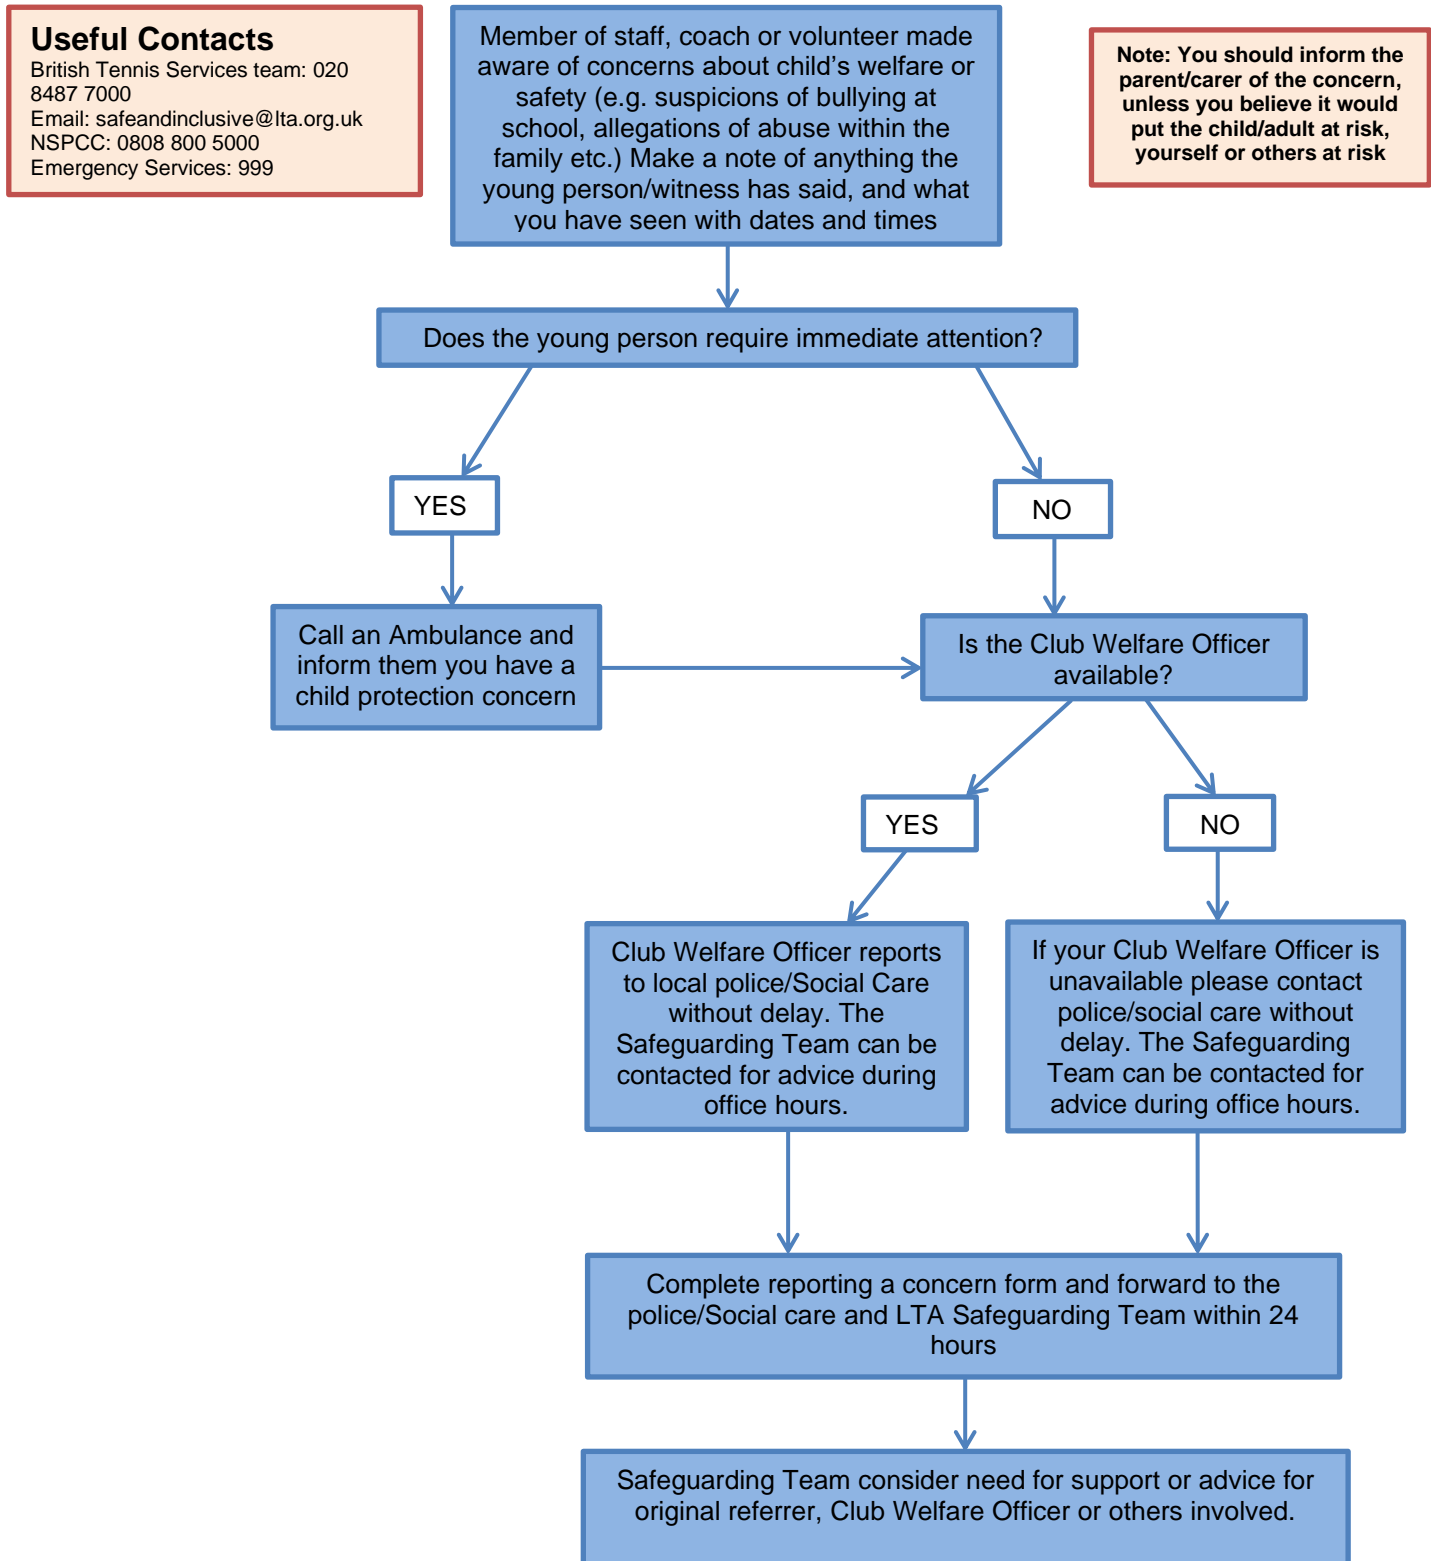 Useful Contacts
British Tennis Services team: 020
8487 7000
Email: safeandinclusive@lta.org.uk
NSPCC: 0808 800 5000
Emergency Services: 999
Member of staff, coach or volunteer made
aware of concerns about child’s welfare or
safety (e.g. suspicions of bullying at
school, allegations of abuse within the
family etc.) Make a note of anything the
young person/witness has said, and what
you have seen with dates and times
Note: You should inform the
parent/carer of the concern,
unless you believe it would
put the child/adult at risk,
yourself or others at risk
Does the young person require immediate attention?
YES
NO
Call an Ambulance and
inform them you have a
child protection concern
Is the Club Welfare Officer
available?
YES
NO
Club Welfare Officer reports
to local police/Social Care
without delay. The
Safeguarding Team can be
contacted for advice during
office hours.
If your Club Welfare Officer is
unavailable please contact
police/social care without
delay. The Safeguarding
Team can be contacted for
advice during office hours.
Complete reporting a concern form and forward to the
police/Social care and LTA Safeguarding Team within 24
hours
Safeguarding Team consider need for support or advice for
original referrer, Club Welfare Officer or others involved.